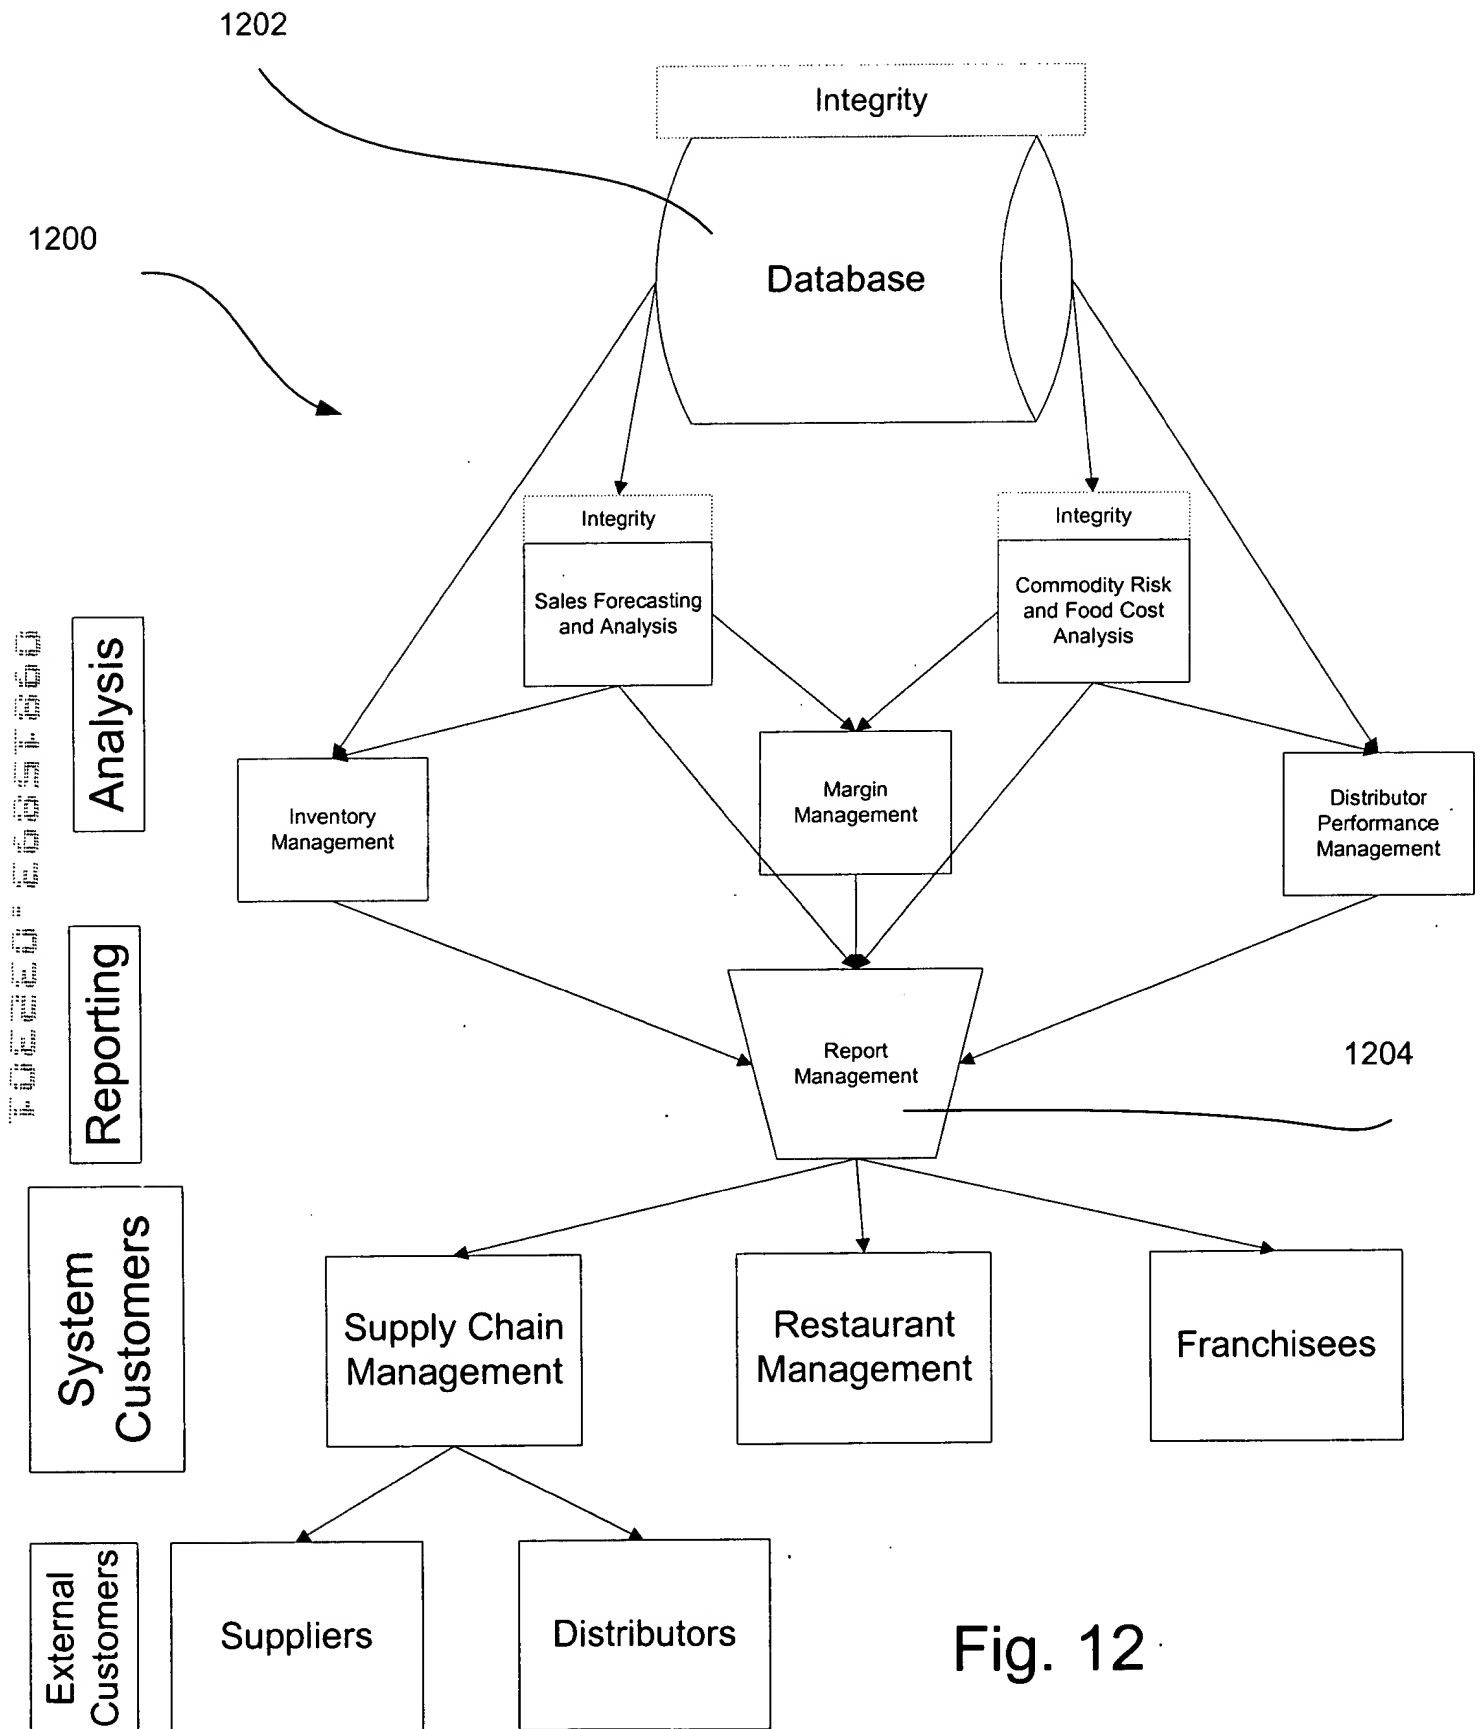 1202
Integrity
1200
Database
Integrity
Integrity
Sales Forecasting
and Analysis
Commodity Risk
and Food Cost
Analysis
Analysis
Inventory
Management
Margin
Management
Distributor
Performance
Management
Reporting
Report
Management
1204
System
Customers
Supply Chain
Management
Restaurant
Management
Franchisees
External
Customers
Suppliers
Distributors
Fig. 12